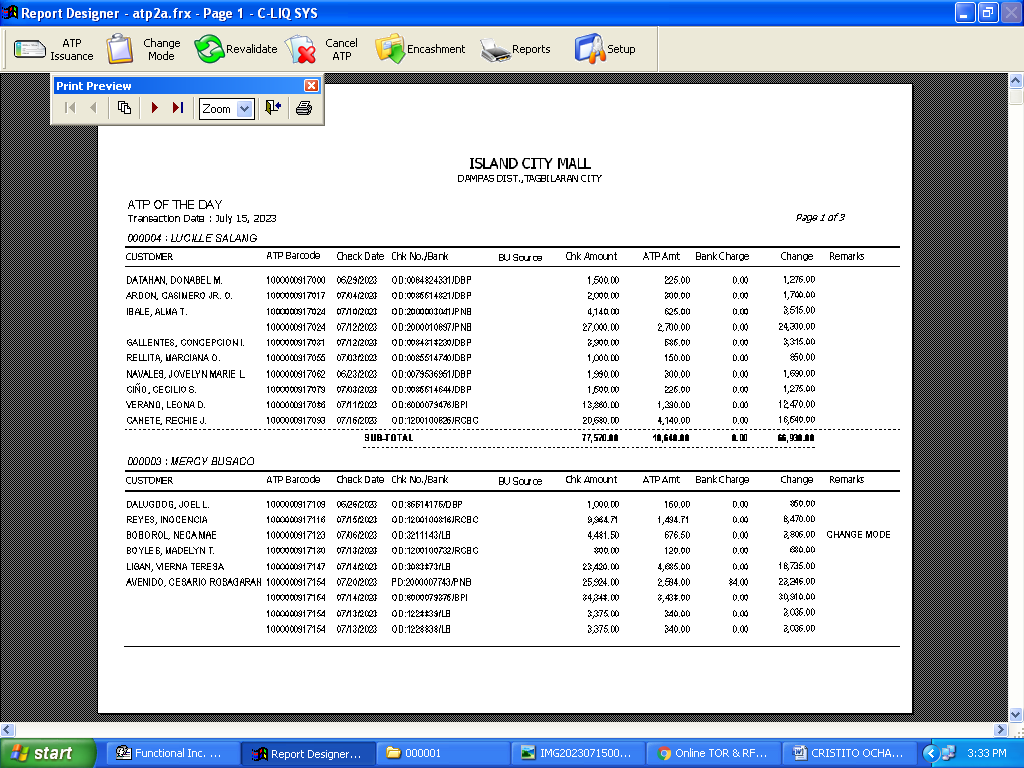 Report Designer - atp2a.frx - Page 1 - C-LIQ SYS
ATP Issuance Change Mode Revalidate Cancel ATP Encashment Reports Setup
Print Preview
Zoom
ISLAND CITY MALL
DAMPAS DIST.,TAGBILARAN CITY
ATP OF THE DAY
Transaction Date : July 15, 2023 Page 1 of 3
000004 : LUCILLE SALANG
CUSTOMER ATP Barcode Check Date Chk No./Bank BU Source Chk Amount ATP Amt Bank Charge Change Remarks
DATAHAN, DONABEL M. 1000000917000 06/29/2023 1,500.00 225.00 0.00 1,275.00
ARDON, CASIMERO JR. O. 1000000917017 07/04/2023 2,000.00 300.00 0.00 1,700.00
IBALE, ALMA T. 1000000917024 07/10/2023 OD:2000003041/PNB 4,140.00 625.00 0.00 3,515.00
1000000917024 07/12/2023 OD:2000010697/PNB 27,000.00 2,700.00 0.00 24,300.00
GALLENTES, CONCEPCION I. 1000000917031 07/12/2023 3,900.00 585.00 0.00 3,315.00
RELLITA, MARCIANA O. 1000000917055 07/03/2023 OD:0085514740/DBP 1,000.00 150.00 0.00 850.00
NAVALES, JOVELYN MARIE L. 1000000917062 06/23/2023 OD:0079536951/DBP 1,990.00 300.00 0.00 1,690.00
CIÑO, CECILIO S. 1000000917079 07/03/2023 OD:0085514644/DBP 1,500.00 225.00 0.00 1,275.00
VERANO, LEONA D. 1000000917086 07/11/2023 OD:6000079476/BPI 13,860.00 1,390.00 0.00 12,470.00
CANETE, RECHIE J. 1000000917093 07/15/2023 20,680.00 4,140.00 0.00 16,540.00
SUB-TOTAL 77,570.00 10,640.00 0.00 66,930.00
000003 : MERCY BUSACO
CUSTOMER ATP Barcode Check Date Chk No./Bank BU Source Chk Amount ATP Amt Bank Charge Change Remarks
DALUGDOG, JOEL L. 1000000917109 06/26/2023 OD:85514176/DBP 1,000.00 150.00 0.00 850.00
REYES, INOCENCIA 1000000917116 07/15/2023 OD:1200100816/RCBC 9,964.71 1,494.71 0.00 8,470.00
BOBOROL, NECA MAE 1000000917123 07/06/2023 OD:3211143/LB 4,481.50 676.50 0.00 3,805.00 CHANGE MODE
BOYLES, MADELYN T. 1000000917130 07/13/2023 OD:1200100732/RCBC 800.00 120.00 0.00 680.00
LIGAN, VIERNA TERESA 1000000917147 07/14/2023 OD:3083873/LB 23,420.00 4,685.00 0.00 18,735.00
AVENIDO, CESARIO ROSAGARAN 1000000917154 07/20/2023 PD:2000007743/PNB 25,924.00 2,594.00 84.00 23,246.00
1000000917154 07/14/2023 OD:6000079375/BPI 34,348.00 3,438.00 0.00 30,910.00
1000000917154 07/13/2023 OD:1228839/LB 3,375.00 340.00 0.00 3,035.00
1000000917154 07/13/2023 OD:1228838/LB 3,375.00 340.00 0.00 3,035.00
start Functional Inc. ... Report Designer... 000001 IMG2023071500... Online TOR & RF... CRISTITO OCHA... 3:33 PM